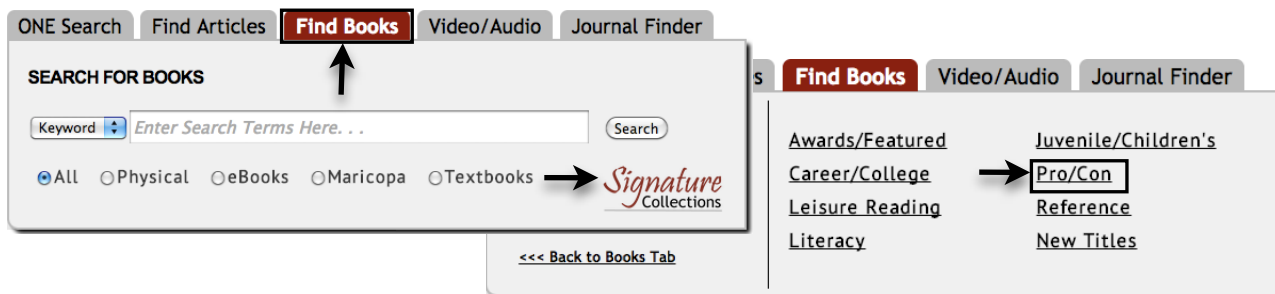 ONE Search Find Articles Find Books Video/Audio Journal Finder
SEARCH FOR BOOKS
Keyword Enter Search Terms Here. . . Search
All Physical eBooks Maricopa Textbooks
Signature
Collections
s Find Books Video/Audio Journal Finder
Awards/Featured Juvenile/Children's
Career/College Pro/Con
Leisure Reading Reference
Literacy New Titles
<<< Back to Books Tab